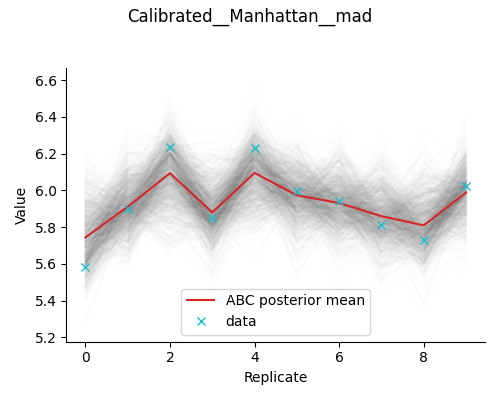 Calibrated__Manhattan__mad
6.6
6.4
6.2
6.0
5.8
5.6
5.4
5.2
Value
ABC posterior mean
data
0 2 4 6 8
Replicate